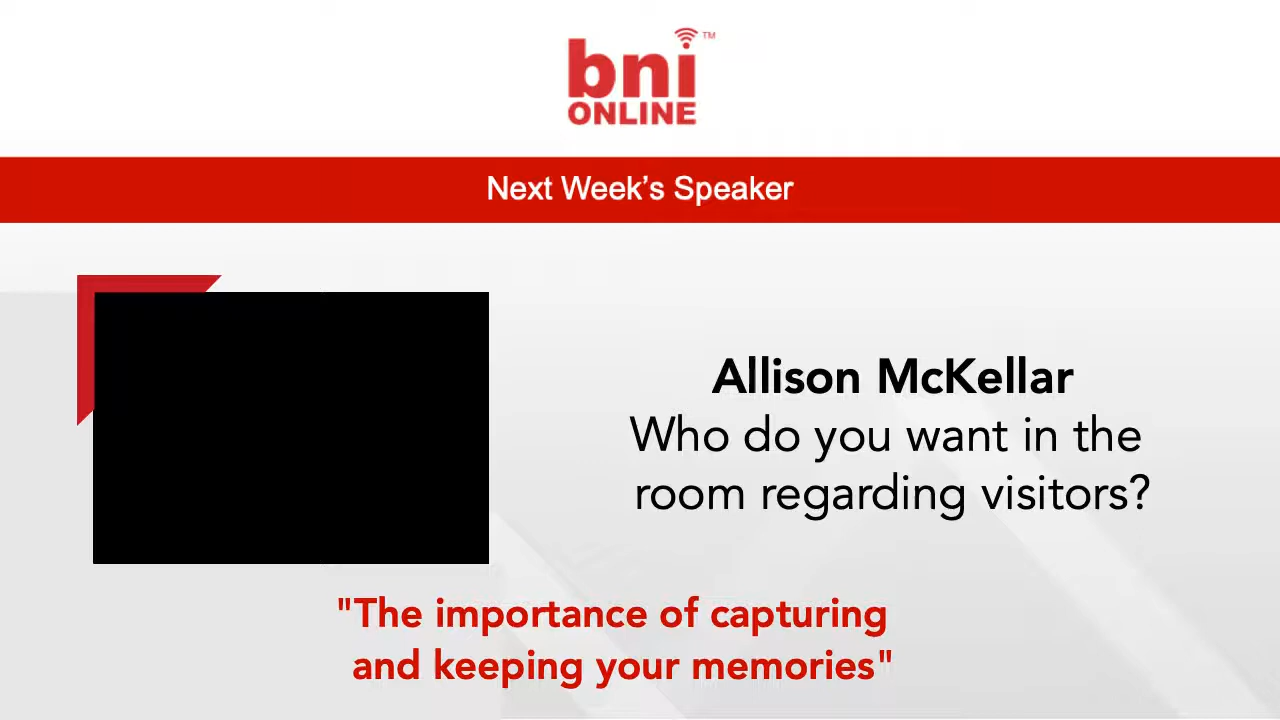 bni ™
ONLINE
Next Week’s Speaker
Allison McKellar
Who do you want in the
room regarding visitors?
"The importance of capturing
and keeping your memories"